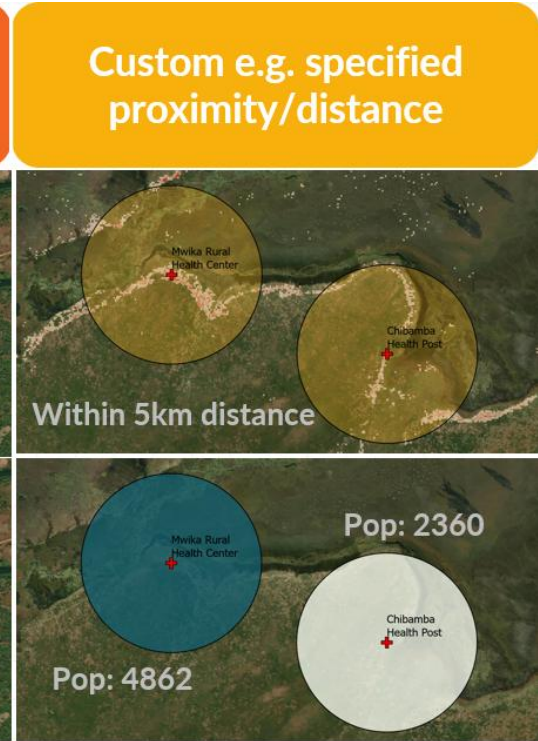 Custom e.g. specified
proximity/distance
Mwika Rural
Health Center
Chibamba
Health Post
Within 5km distance
Mwika Rural
Health Center
Pop: 2360
Chibamba
Health Post
Pop: 4862